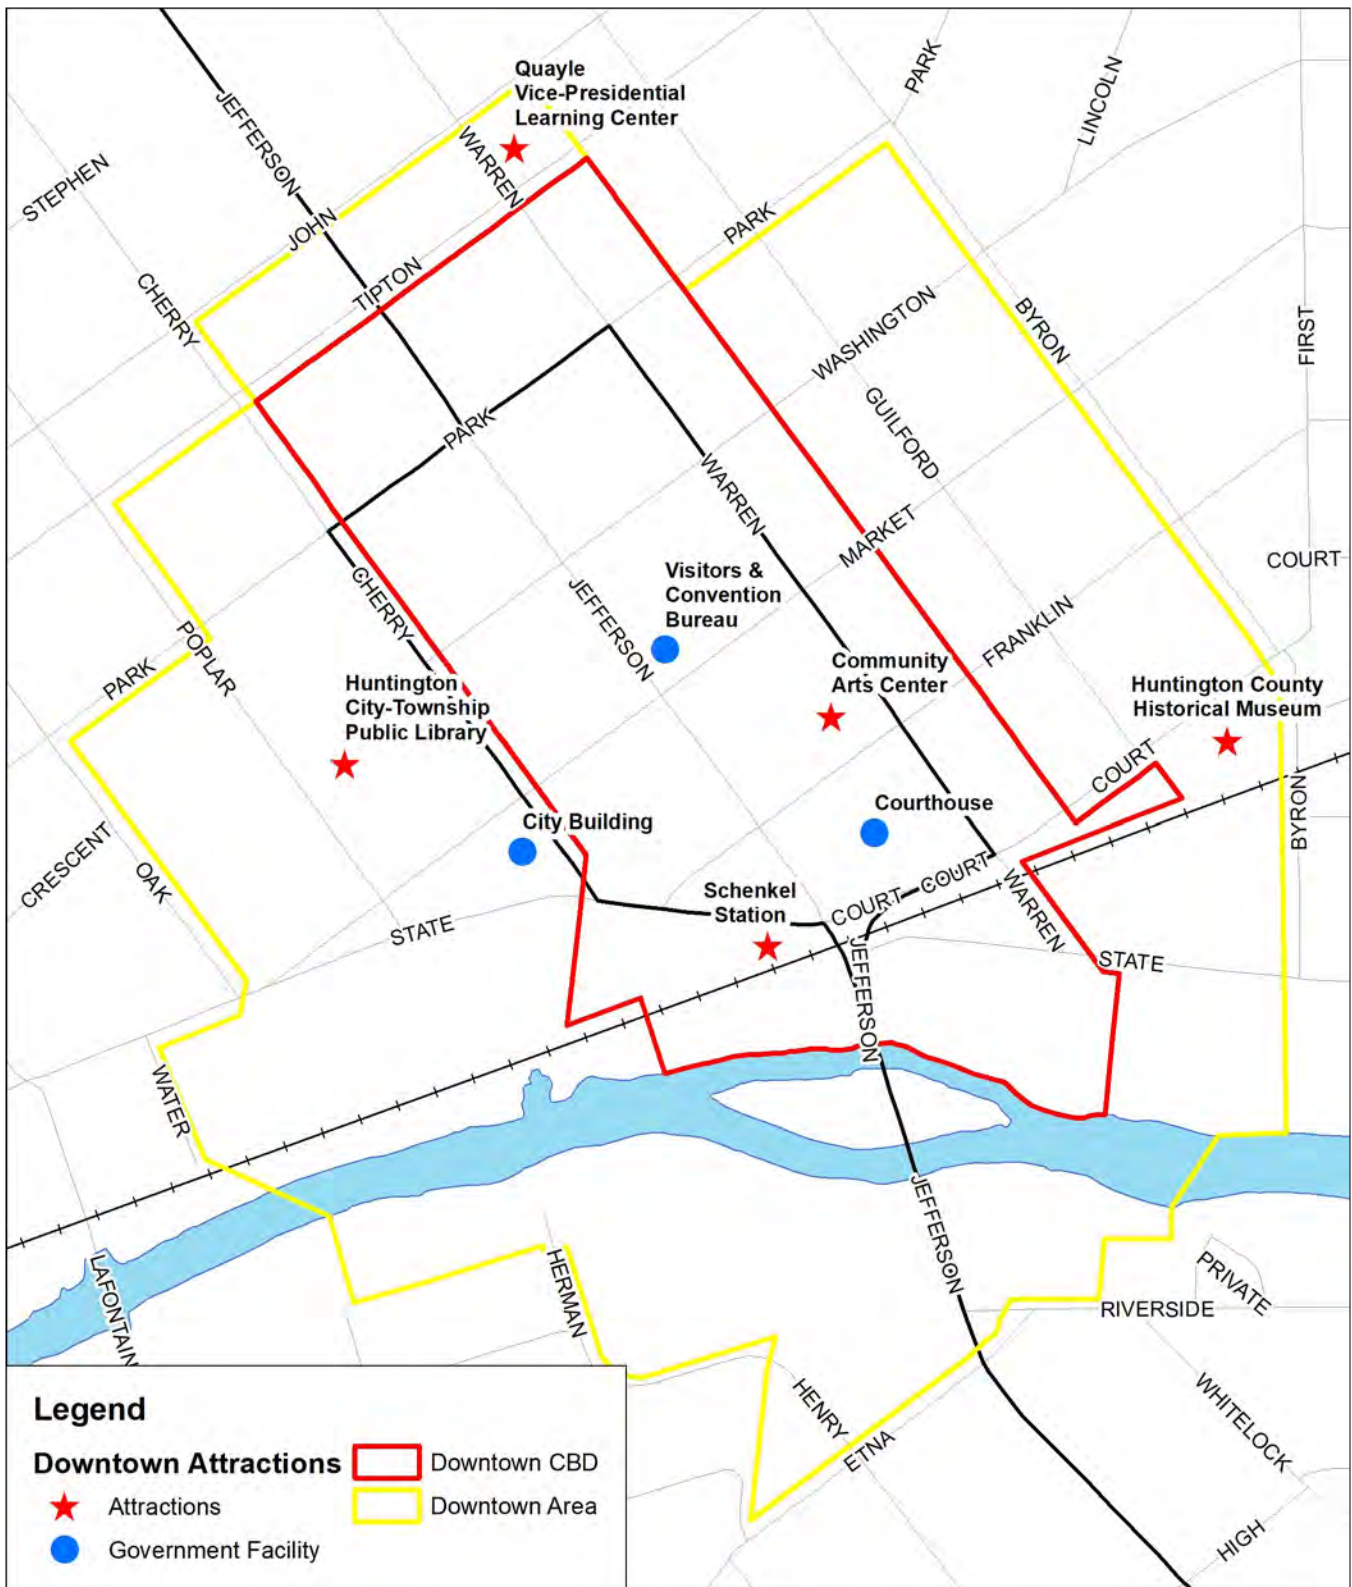 Quayle
Vice-Presidential
Learning Center
PARK
LINCOLN
JEFFERSON
WARREN
STEPHEN
JOHN
PARK
TIPTON
CHERRY
WASHINGTON
BYRON
FIRST
GUILFORD
PARK
WARREN
MARKET
COURT
Visitors &
Convention
Bureau
JEFFERSON
CHERRY
FRANKLIN
POPLAR
PARK
Community
Arts Center
Huntington County
Historical Museum
Huntington
City-Township
Public Library
COURT
BYRON
Courthouse
City Building
CRESCENT
OAK
Schenkel
Station
COURT
COURT
WARREN
STATE
STATE
JEFFERSON
WATER
JEFFERSON
LAFONTAIN
HERMAN
PRIVATE
RIVERSIDE
HENRY
ETNA
WHITELOCK
HIGH
Legend
Downtown Attractions
Downtown CBD
Attractions
Downtown Area
Government Facility